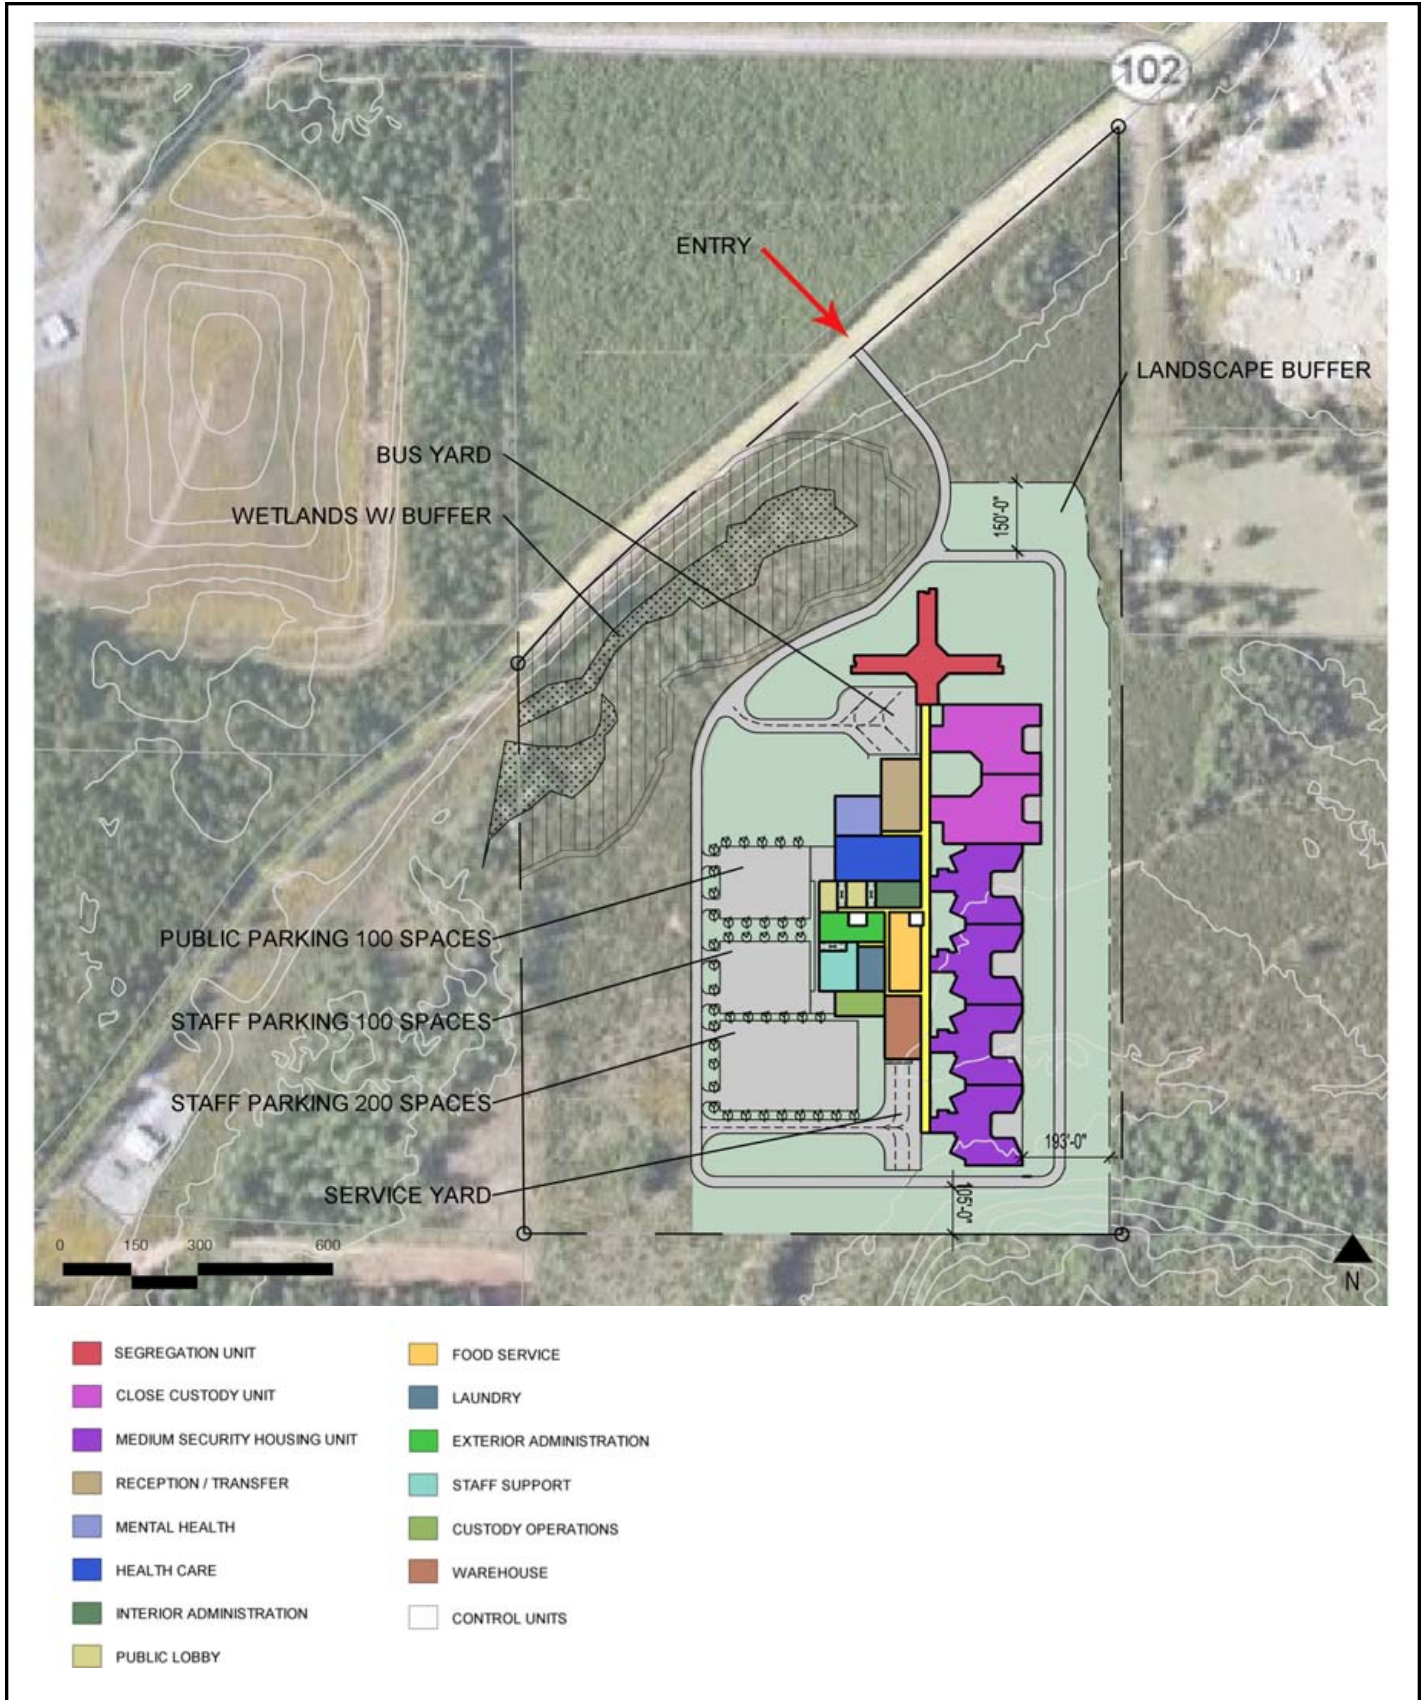 102
ENTRY
LANDSCAPE BUFFER
BUS YARD
WETLANDS W/ BUFFER
150'-0"
PUBLIC PARKING 100 SPACES
STAFF PARKING 100 SPACES
STAFF PARKING 200 SPACES
193'-0"
SERVICE YARD
105'-0"
0 150 300 600
N
SEGREGATION UNIT
CLOSE CUSTODY UNIT
MEDIUM SECURITY HOUSING UNIT
RECEPTION / TRANSFER
MENTAL HEALTH
HEALTH CARE
INTERIOR ADMINISTRATION
PUBLIC LOBBY
FOOD SERVICE
LAUNDRY
EXTERIOR ADMINISTRATION
STAFF SUPPORT
CUSTODY OPERATIONS
WAREHOUSE
CONTROL UNITS